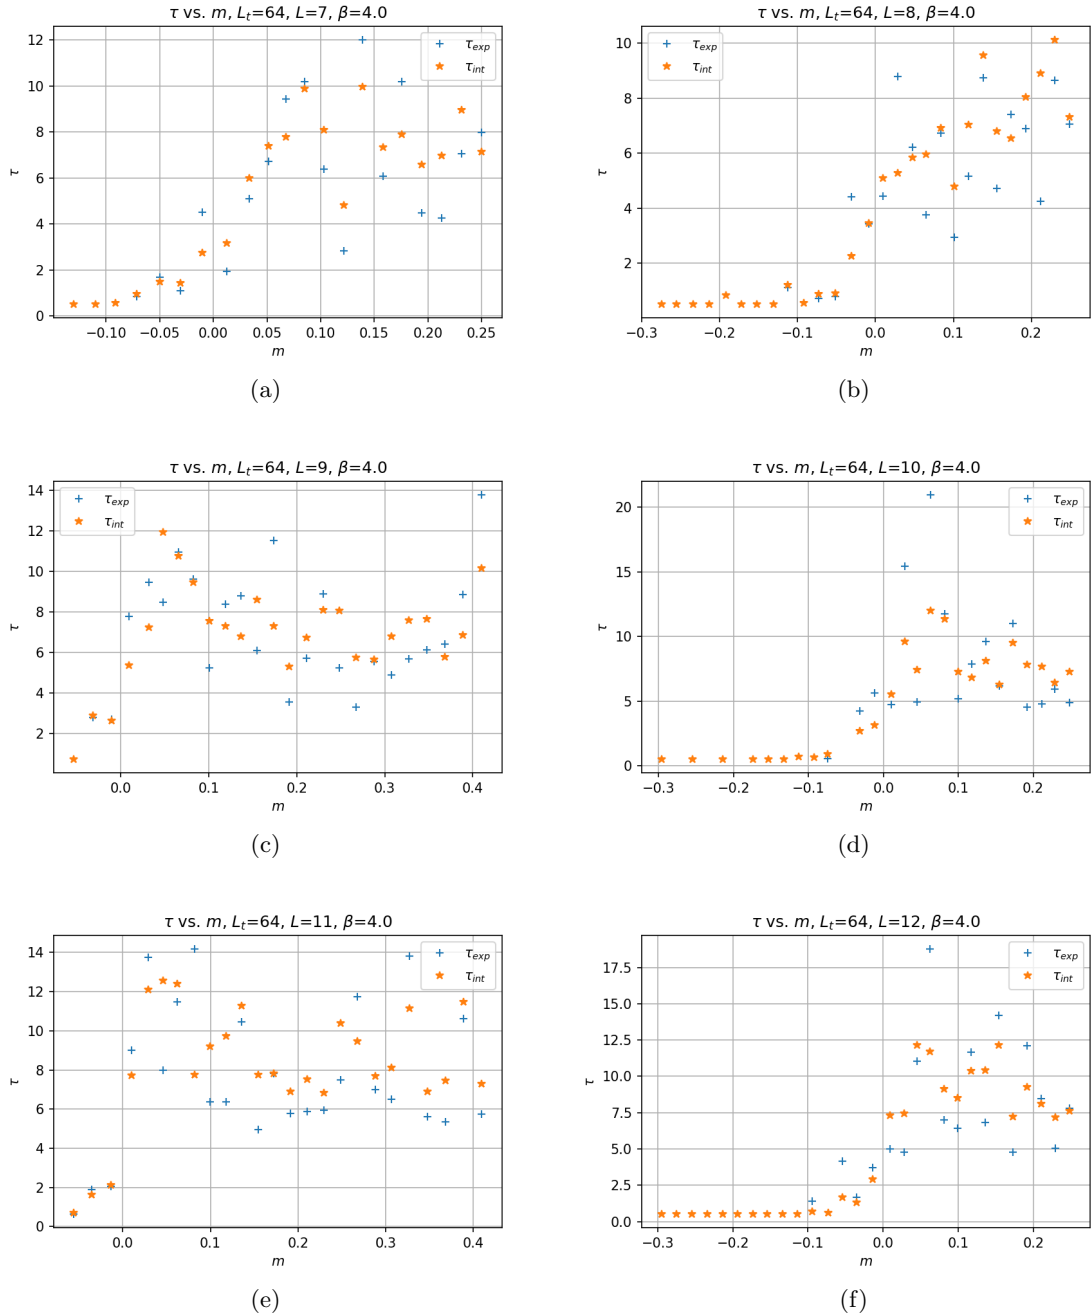 τ vs. m, L_t=64, L=7, β=4.0
12
10
8
6
4
2
0
τ
τ_exp
τ_int
−0.10 −0.05 0.00 0.05 0.10 0.15 0.20 0.25
m
(a)
τ vs. m, L_t=64, L=8, β=4.0
10
8
6
4
2
τ
τ_exp
τ_int
−0.3 −0.2 −0.1 0.0 0.1 0.2
m
(b)
τ vs. m, L_t=64, L=9, β=4.0
14
12
10
8
6
4
2
τ
τ_exp
τ_int
0.0 0.1 0.2 0.3 0.4
m
(c)
τ vs. m, L_t=64, L=10, β=4.0
20
15
10
5
0
τ
τ_exp
τ_int
−0.3 −0.2 −0.1 0.0 0.1 0.2
m
(d)
τ vs. m, L_t=64, L=11, β=4.0
14
12
10
8
6
4
2
0
τ
τ_exp
τ_int
0.0 0.1 0.2 0.3 0.4
m
(e)
τ vs. m, L_t=64, L=12, β=4.0
17.5
15.0
12.5
10.0
7.5
5.0
2.5
0.0
τ
τ_exp
τ_int
−0.3 −0.2 −0.1 0.0 0.1 0.2
m
(f)